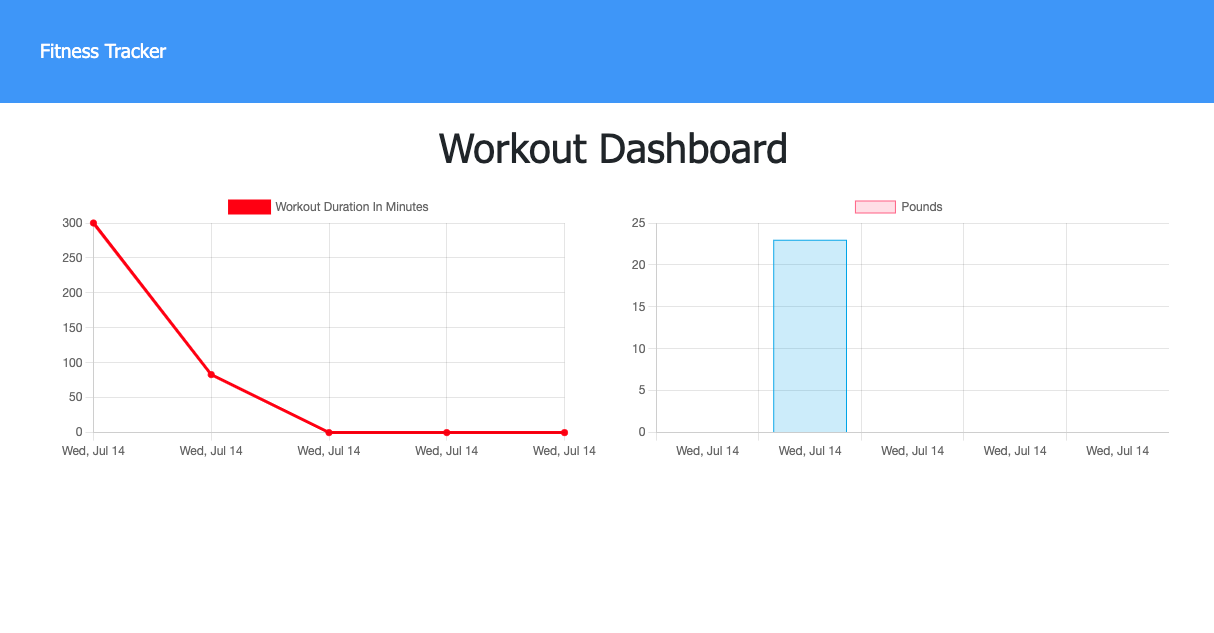 Fitness Tracker
Workout Dashboard
Workout Duration In Minutes
300
250
200
150
100
50
0
Wed, Jul 14 Wed, Jul 14 Wed, Jul 14 Wed, Jul 14 Wed, Jul 14
Pounds
25
20
15
10
5
0
Wed, Jul 14 Wed, Jul 14 Wed, Jul 14 Wed, Jul 14 Wed, Jul 14